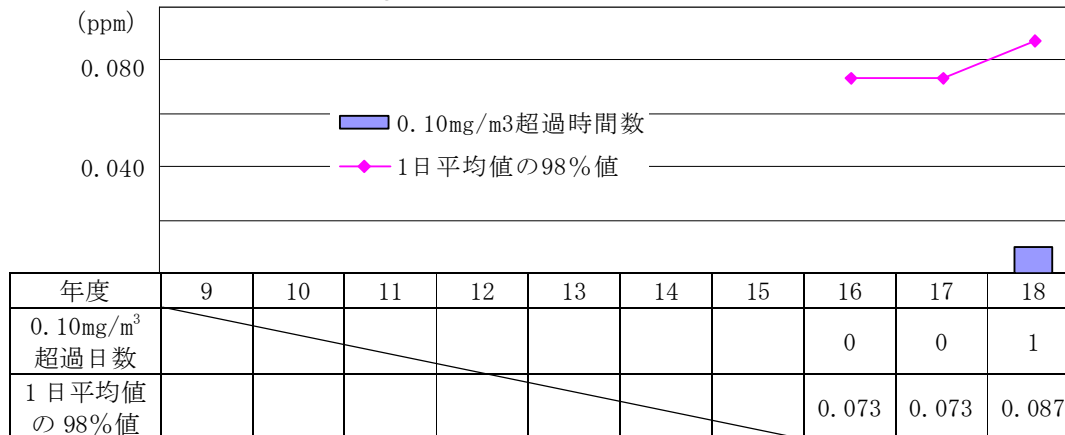 (ppm)
0.080
0.10mg/m3超過時間数
1日平均値の98％値
0.040
年度 9 10 11 12 13 14 15 16 17 18
0.10mg/m³
超過日数 0 0 1
1日平均値
の98％値 0.073 0.073 0.087